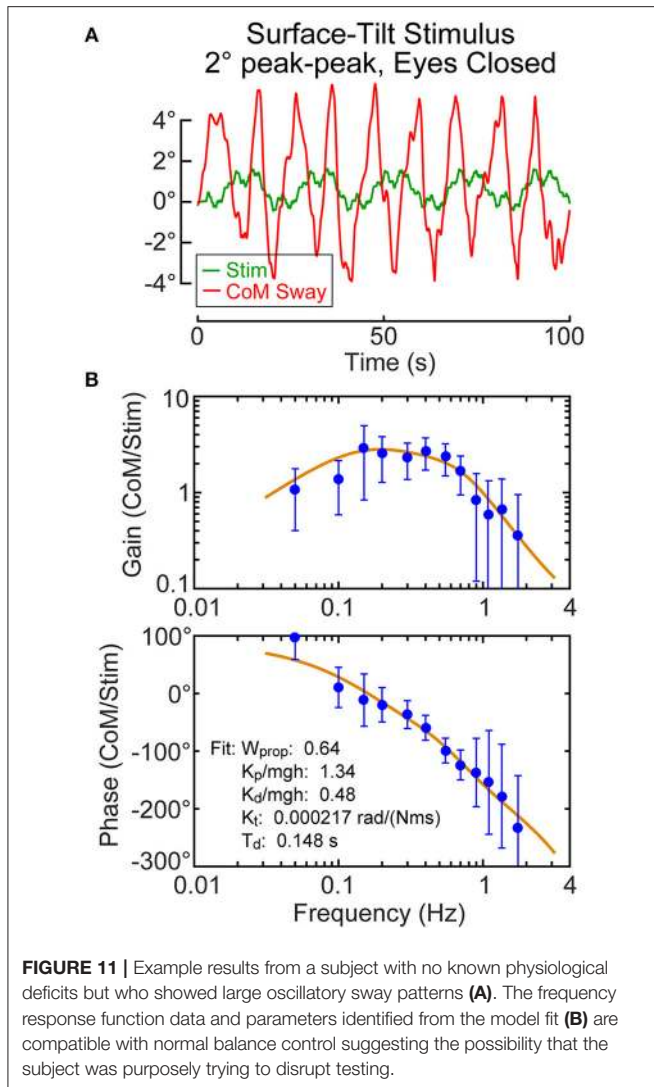 A
Surface-Tilt Stimulus
2° peak-peak, Eyes Closed
4°
2°
0°
-2°
-4°
Stim
CoM Sway
0
50
100
Time (s)
B
10
1
0.1
Gain (CoM/Stim)
0.01
0.1
1
4
100°
0°
-100°
-200°
-300°
Phase (CoM/Stim)
Fit: Wprop: 0.64
Kp/mgh: 1.34
Kd/mgh: 0.48
Kt: 0.000217 rad/(Nms)
Td: 0.148 s
0.01
0.1
1
4
Frequency (Hz)
FIGURE 11 | Example results from a subject with no known physiological
deficits but who showed large oscillatory sway patterns (A). The frequency
response function data and parameters identified from the model fit (B) are
compatible with normal balance control suggesting the possibility that the
subject was purposely trying to disrupt testing.